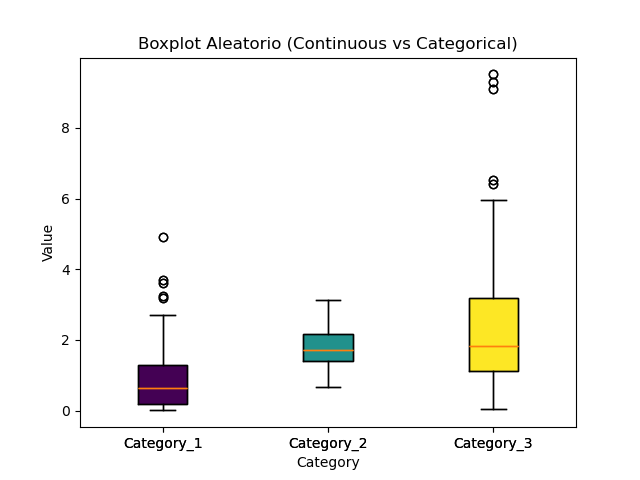 Boxplot Aleatorio (Continuous vs Categorical)
Value
8
6
4
2
0
Category_1 Category_2 Category_3
Category